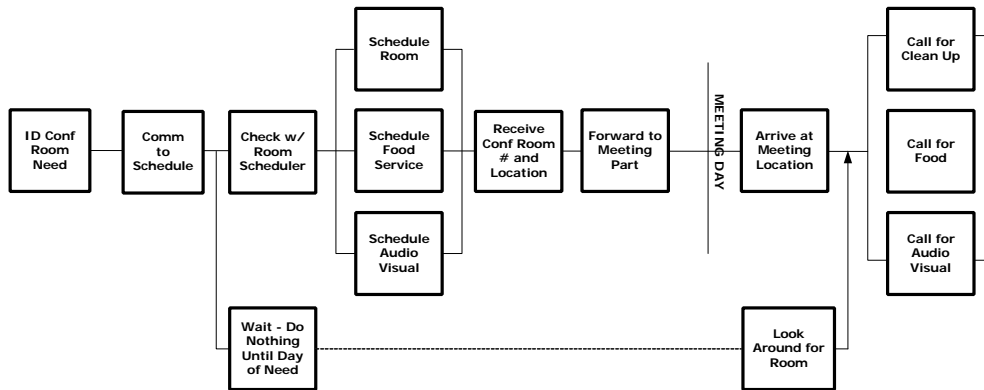 ID Conf
Room
Need
Comm
to
Schedule
Check w/
Room
Scheduler
Schedule
Room
Schedule
Food
Service
Schedule
Audio
Visual
Receive
Conf Room
# and
Location
Forward to
Meeting
Part
MEETING DAY
Arrive at
Meeting
Location
Call for
Clean Up
Call for
Food
Call for
Audio
Visual
Wait - Do
Nothing
Until Day
of Need
Look
Around for
Room